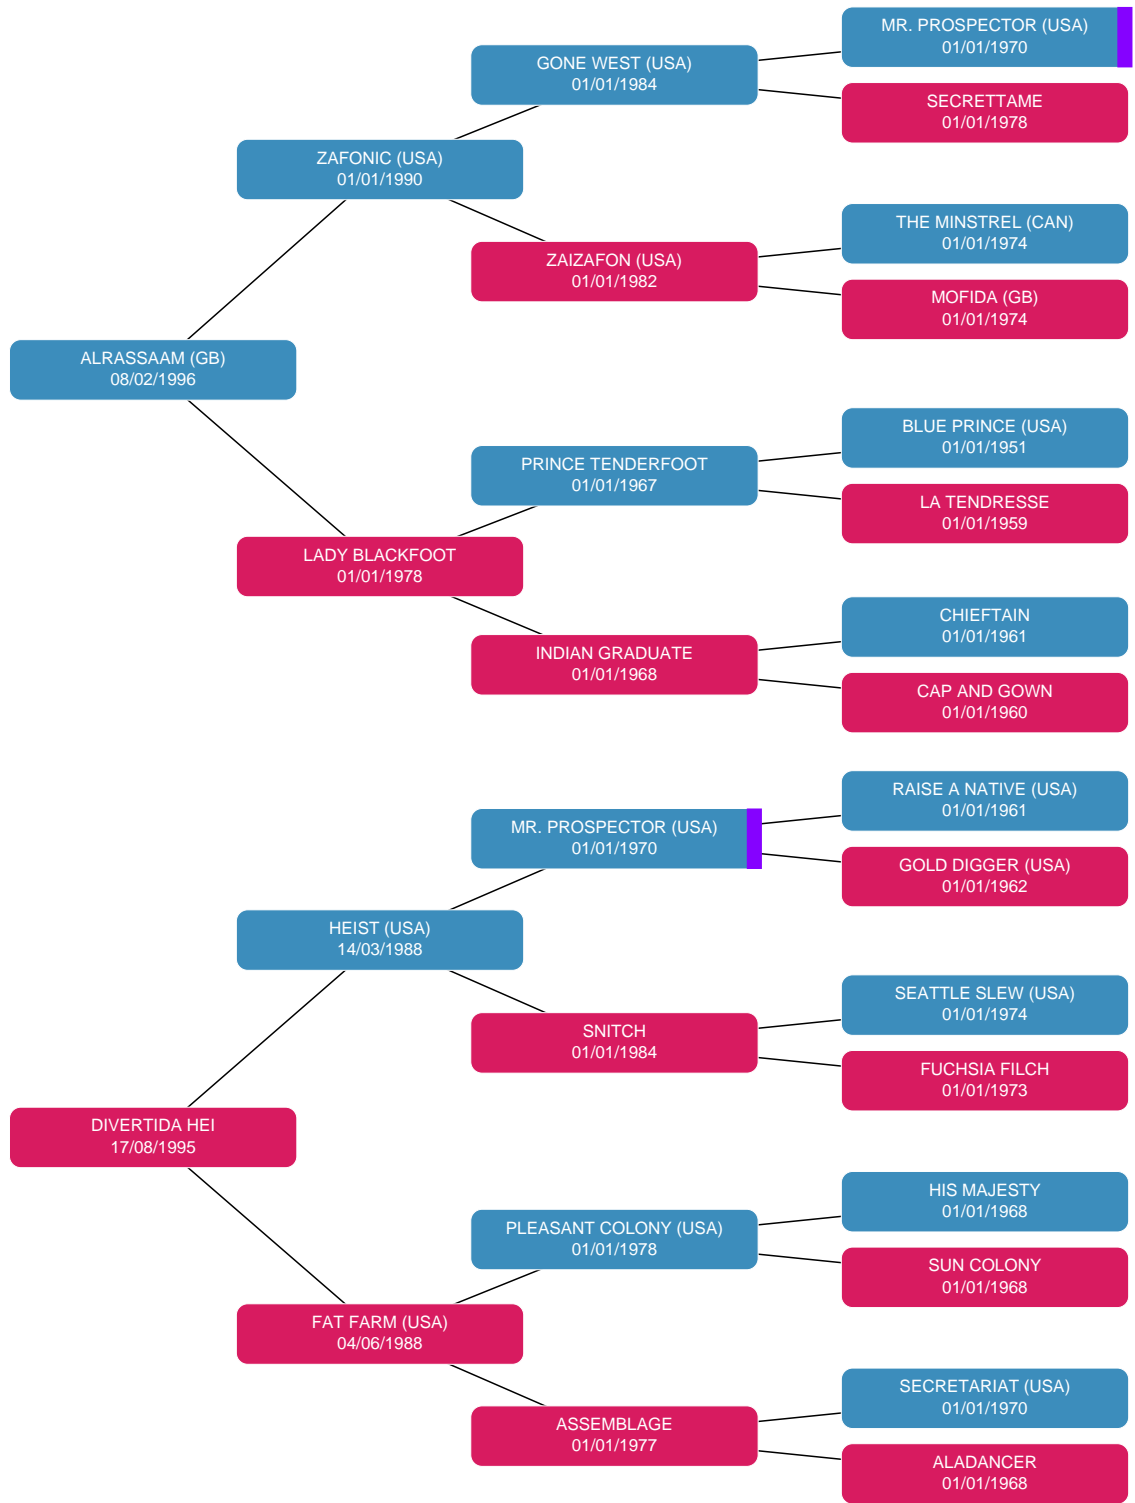 MR. PROSPECTOR (USA)
01/01/1970
GONE WEST (USA)
01/01/1984
SECRETTAME
01/01/1978
ZAFONIC (USA)
01/01/1990
THE MINSTREL (CAN)
01/01/1974
ZAIZAFON (USA)
01/01/1982
MOFIDA (GB)
01/01/1974
ALRASSAAM (GB)
08/02/1996
BLUE PRINCE (USA)
01/01/1951
PRINCE TENDERFOOT
01/01/1967
LA TENDRESSE
01/01/1959
LADY BLACKFOOT
01/01/1978
CHIEFTAIN
01/01/1961
INDIAN GRADUATE
01/01/1968
CAP AND GOWN
01/01/1960
RAISE A NATIVE (USA)
01/01/1961
MR. PROSPECTOR (USA)
01/01/1970
GOLD DIGGER (USA)
01/01/1962
HEIST (USA)
14/03/1988
SEATTLE SLEW (USA)
01/01/1974
SNITCH
01/01/1984
FUCHSIA FILCH
01/01/1973
DIVERTIDA HEI
17/08/1995
HIS MAJESTY
01/01/1968
PLEASANT COLONY (USA)
01/01/1978
SUN COLONY
01/01/1968
FAT FARM (USA)
04/06/1988
SECRETARIAT (USA)
01/01/1970
ASSEMBLAGE
01/01/1977
ALADANCER
01/01/1968